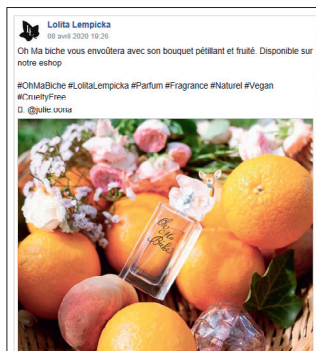 Lolita Lempicka
08 avril 2020 19:26
Oh Ma biche vous envoûtera avec son bouquet pétillant et fruité. Disponible sur
notre eshop
#OhMaBiche #LolitaLempicka #Parfum #Fragrance #Naturel #Vegan
#CrueltyFree
▯. @julie.oona
Oh
Ma
Biche